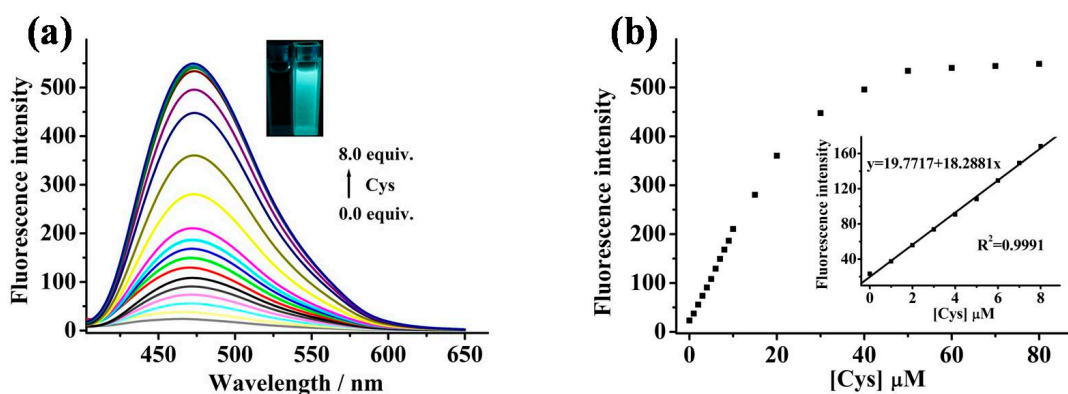 (a)
Fluorescence intensity
500
400
300
200
100
0
8.0 equiv.
Cys
0.0 equiv.
450
500
550
600
650
Wavelength / nm
(b)
Fluorescence intensity
500
400
300
200
100
0
0
20
40
60
80
[Cys] μM
Fluorescence intensity
160
120
80
40
y=19.7717+18.2881x
R²=0.9991
0
2
4
6
8
[Cys] μM